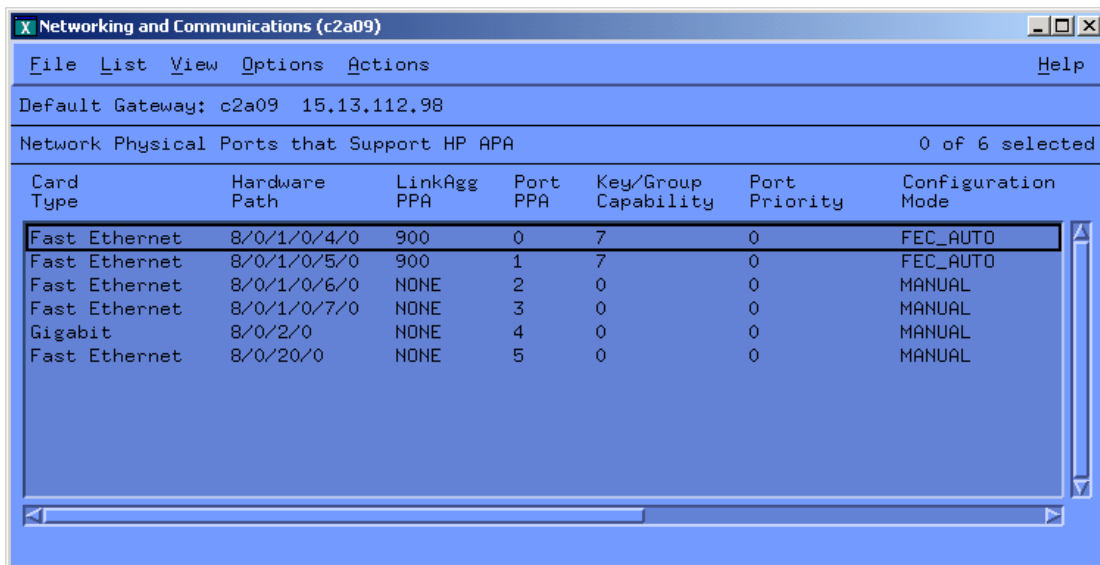 X Networking and Communications (c2a09)
File List View Options Actions Help
Default Gateway: c2a09 15.13.112.98
Network Physical Ports that Support HP APA 0 of 6 selected
Card Hardware LinkAgg Port Key/Group Port Configuration
Type Path PPA PPA Capability Priority Mode
Fast Ethernet 8/0/1/0/4/0 900 0 7 0 FEC_AUTO
Fast Ethernet 8/0/1/0/5/0 900 1 7 0 FEC_AUTO
Fast Ethernet 8/0/1/0/6/0 NONE 2 0 0 MANUAL
Fast Ethernet 8/0/1/0/7/0 NONE 3 0 0 MANUAL
Gigabit 8/0/2/0 NONE 4 0 0 MANUAL
Fast Ethernet 8/0/20/0 NONE 5 0 0 MANUAL